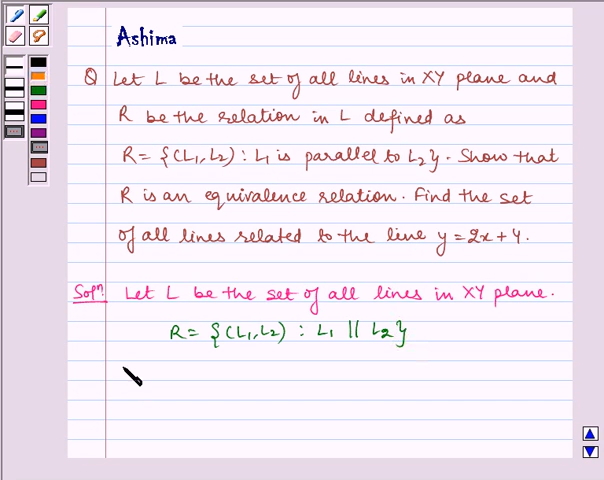 Ashima
Q Let L be the set of all lines in XY plane and
R be the relation in L defined as
R = {(L₁, L₂) : L₁ is parallel to L₂}. Show that
R is an equivalence relation. Find the set
of all lines related to the line y = 2x + 4.
Solⁿ: Let L be the set of all lines in XY plane.
R = {(L₁, L₂) : L₁ || L₂}